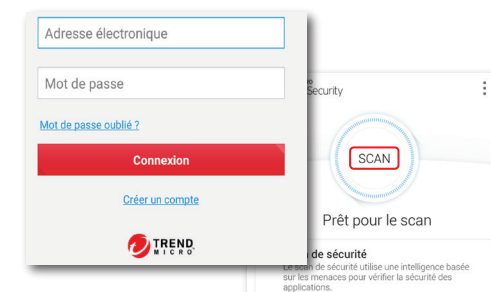 Adresse électronique
Mot de passe
Mot de passe oublié ?
Connexion
Créer un compte
TREND
MICRO
Security
SCAN
Prêt pour le scan
de sécurité
Le scan de sécurité utilise une intelligence basée
sur les menaces pour vérifier la sécurité des
applications.